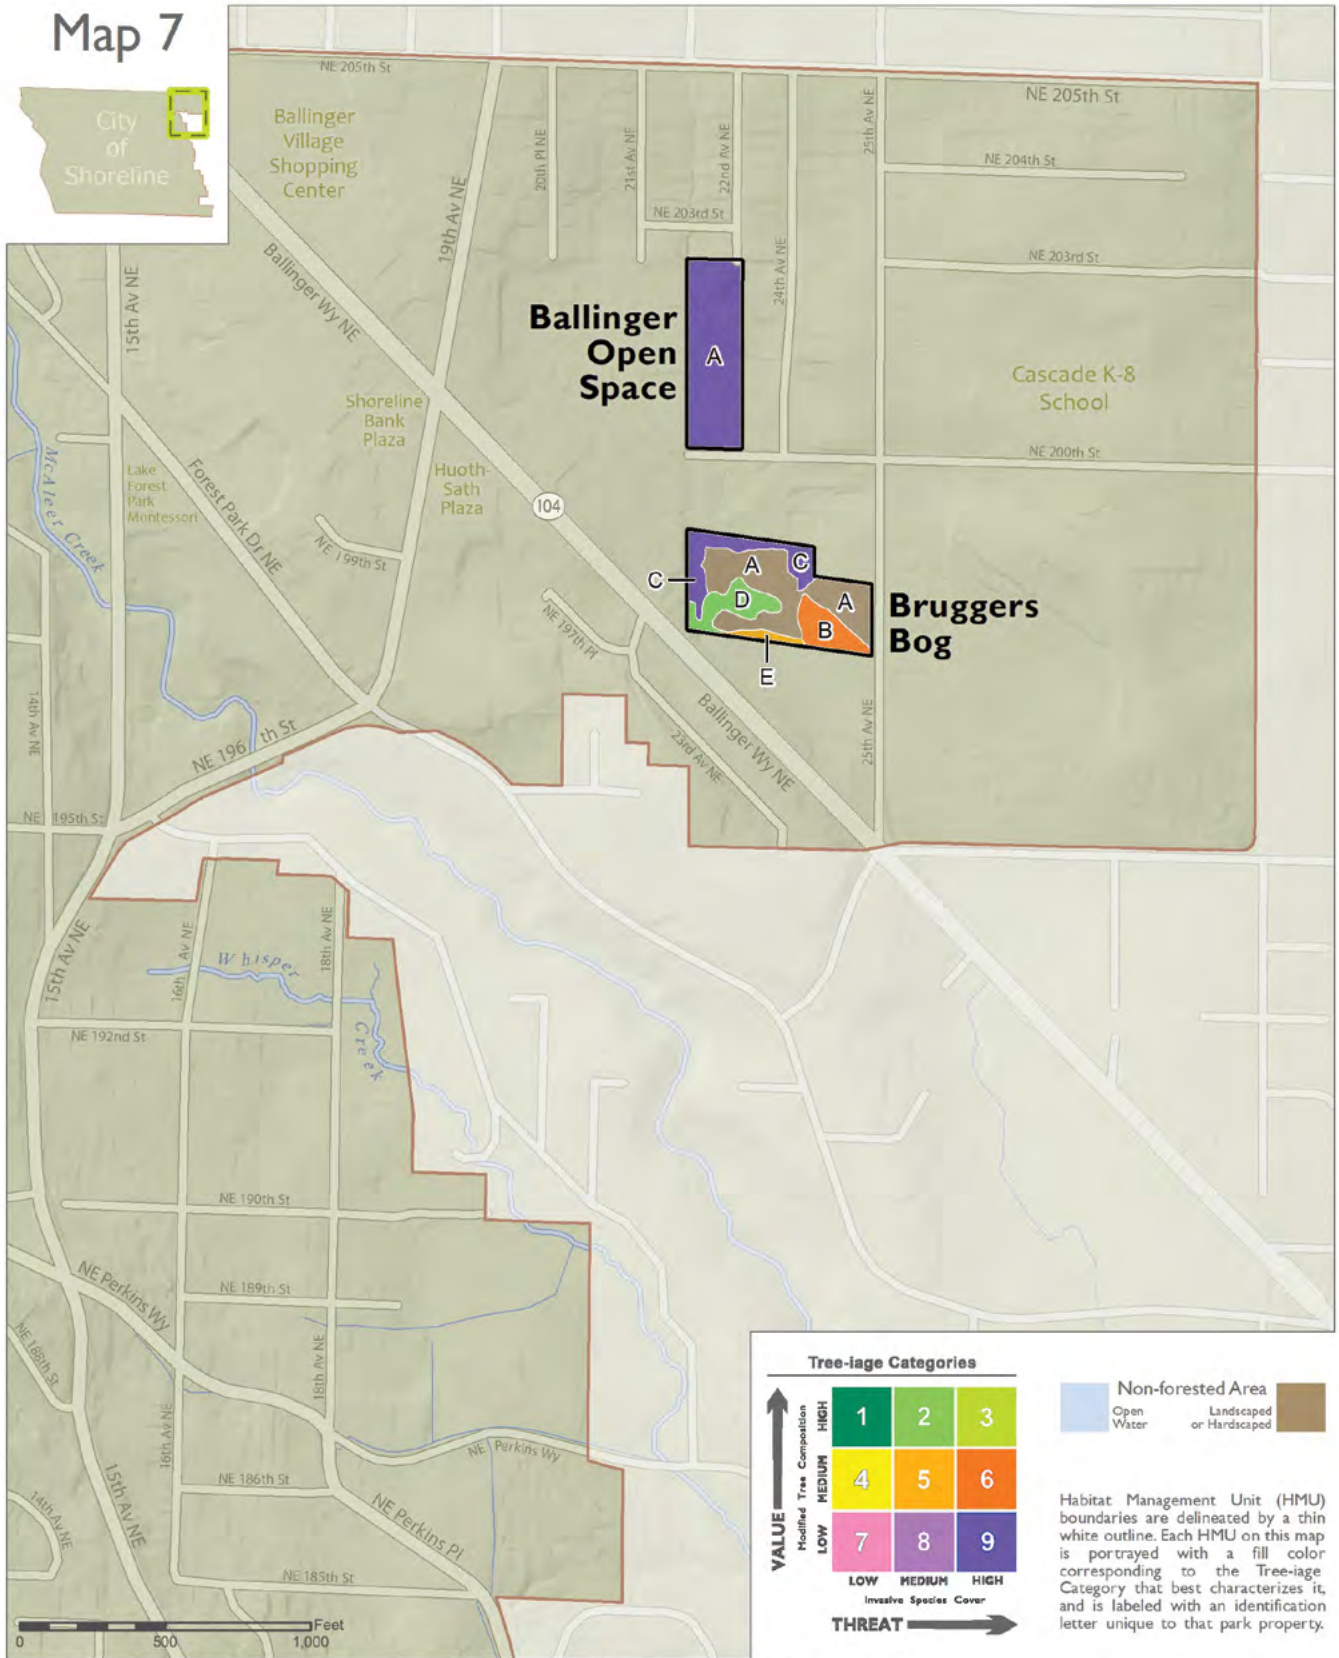 Map 7
City
of
Shoreline
NE 205th St
NE 205th St
Ballinger
Village
Shopping
Center
20th Pl NE
21st Av NE
22nd Av NE
25th Av NE
NE 204th St
19th Av NE
NE 203rd St
NE 203rd St
24th Av NE
15th Av NE
Ballinger Wy NE
Ballinger
Open
Space
A
Cascade K-8
School
Shoreline
Bank
Plaza
NE 200th St
McAleer Creek
Lake
Forest
Park
Montessori
Forest Park Dr NE
Huoth-
Sath
Plaza
104
NE 199th St
C
A
C
D
A
B
E
Bruggers
Bog
NE 197th Pl
14th Av NE
Ballinger Wy NE
23rd Av NE
25th Av NE
NE 196th St
NE 195th St
15th Av NE
16th Av NE
18th Av NE
Whisper
Creek
NE 192nd St
NE 190th St
NE Perkins Wy
NE 189th St
NE 188th St
18th Av NE
16th Av NE
NE Perkins Wy
15th Av NE
14th Av NE
NE 186th St
NE Perkins Pl
NE 185th St
Feet
0 500 1,000
Tree-iage Categories
VALUE
Modified Tree Composition
HIGH
MEDIUM
LOW
1 2 3
4 5 6
7 8 9
LOW MEDIUM HIGH
Invasive Species Cover
THREAT
Non-forested Area
Open
Water
Landscaped
or Hardscaped
Habitat Management Unit (HMU)
boundaries are delineated by a thin
white outline. Each HMU on this map
is portrayed with a fill color
corresponding to the Tree-iage
Category that best characterizes it,
and is labeled with an identification
letter unique to that park property.